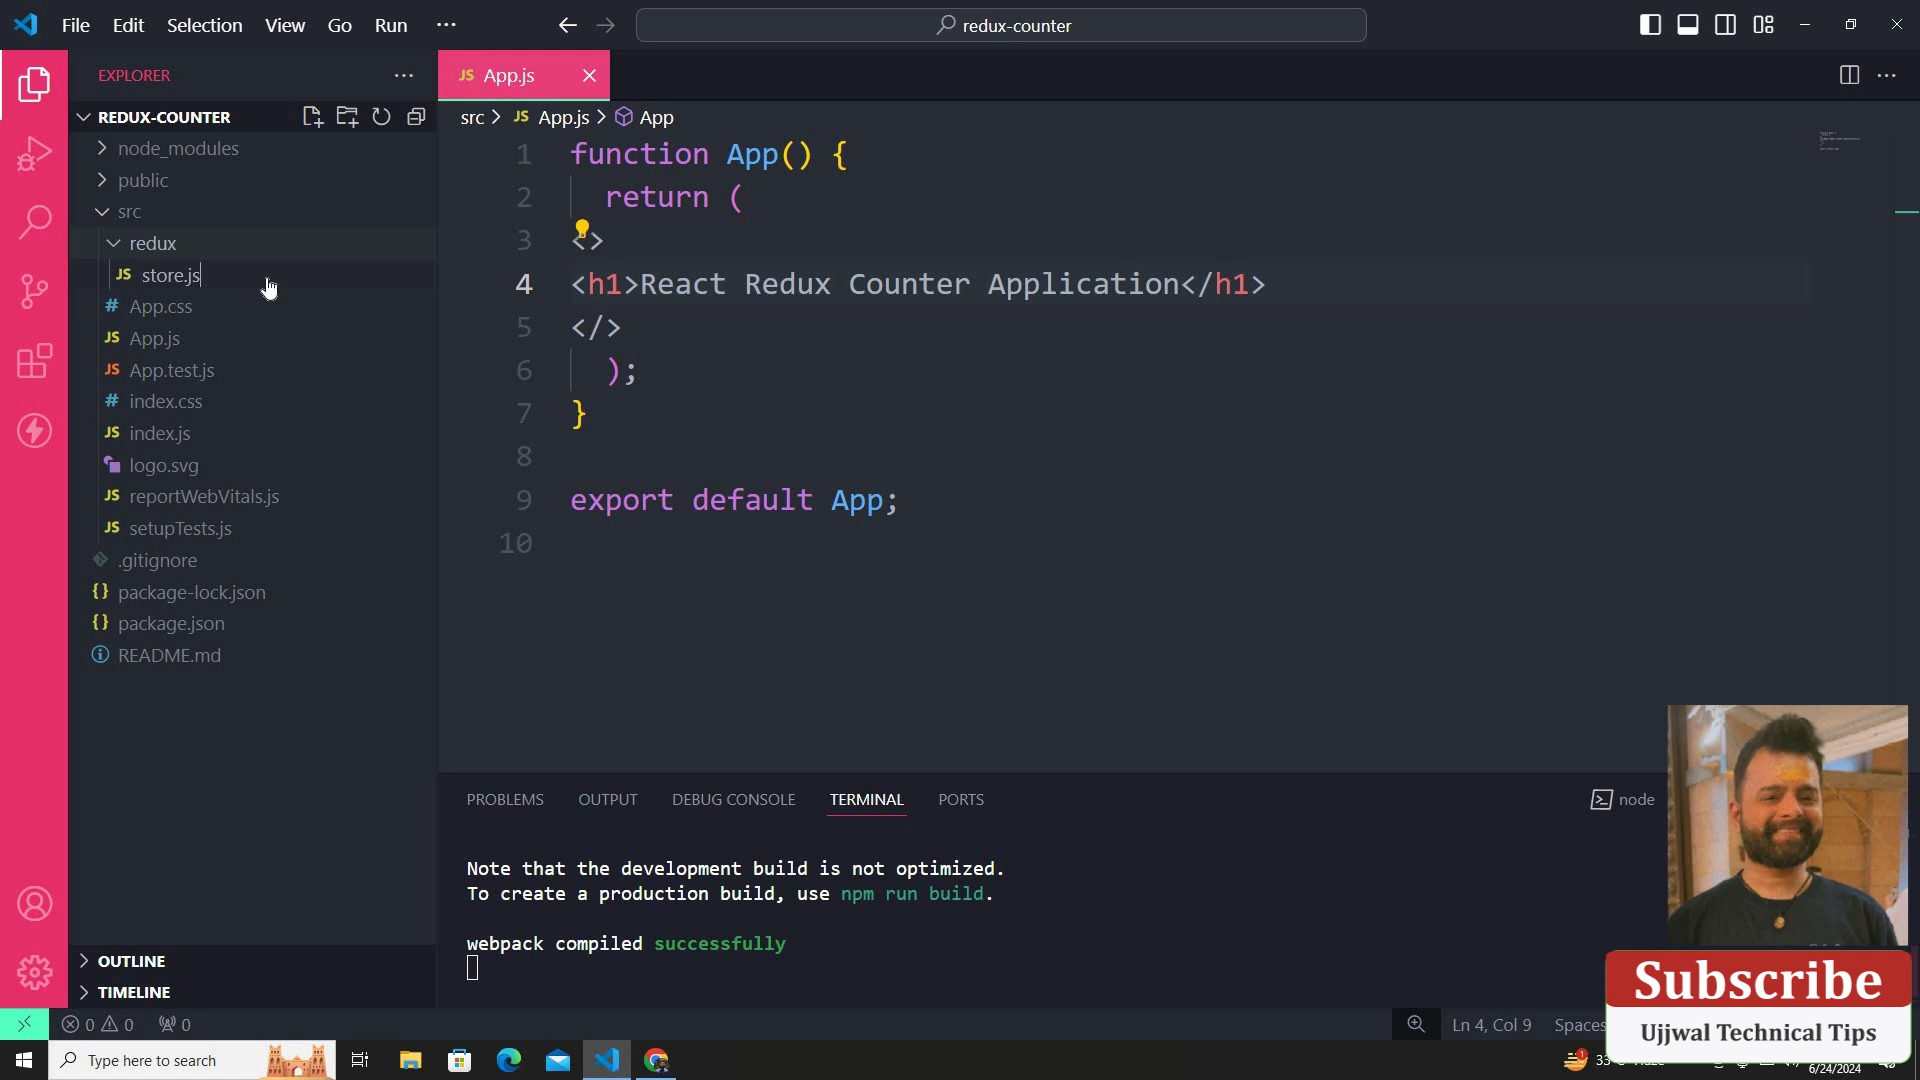 File Edit Selection View Go Run ···
redux-counter
EXPLORER ···
REDUX-COUNTER
node_modules
public
src
redux
JS store.js
# App.css
JS App.js
JS App.test.js
# index.css
JS index.js
logo.svg
JS reportWebVitals.js
JS setupTests.js
.gitignore
{} package-lock.json
{} package.json
README.md
OUTLINE
TIMELINE
JS App.js
src > JS App.js > App
1 function App() {
2 return (
3 <>
4 <h1>React Redux Counter Application</h1>
5 </>
6 );
7 }
8
9 export default App;
10
PROBLEMS OUTPUT DEBUG CONSOLE TERMINAL PORTS
node
Note that the development build is not optimized.
To create a production build, use npm run build.
webpack compiled successfully
0 0 0
Ln 4, Col 9 Spaces
Subscribe
Ujjwal Technical Tips
Type here to search
1
6/24/2024